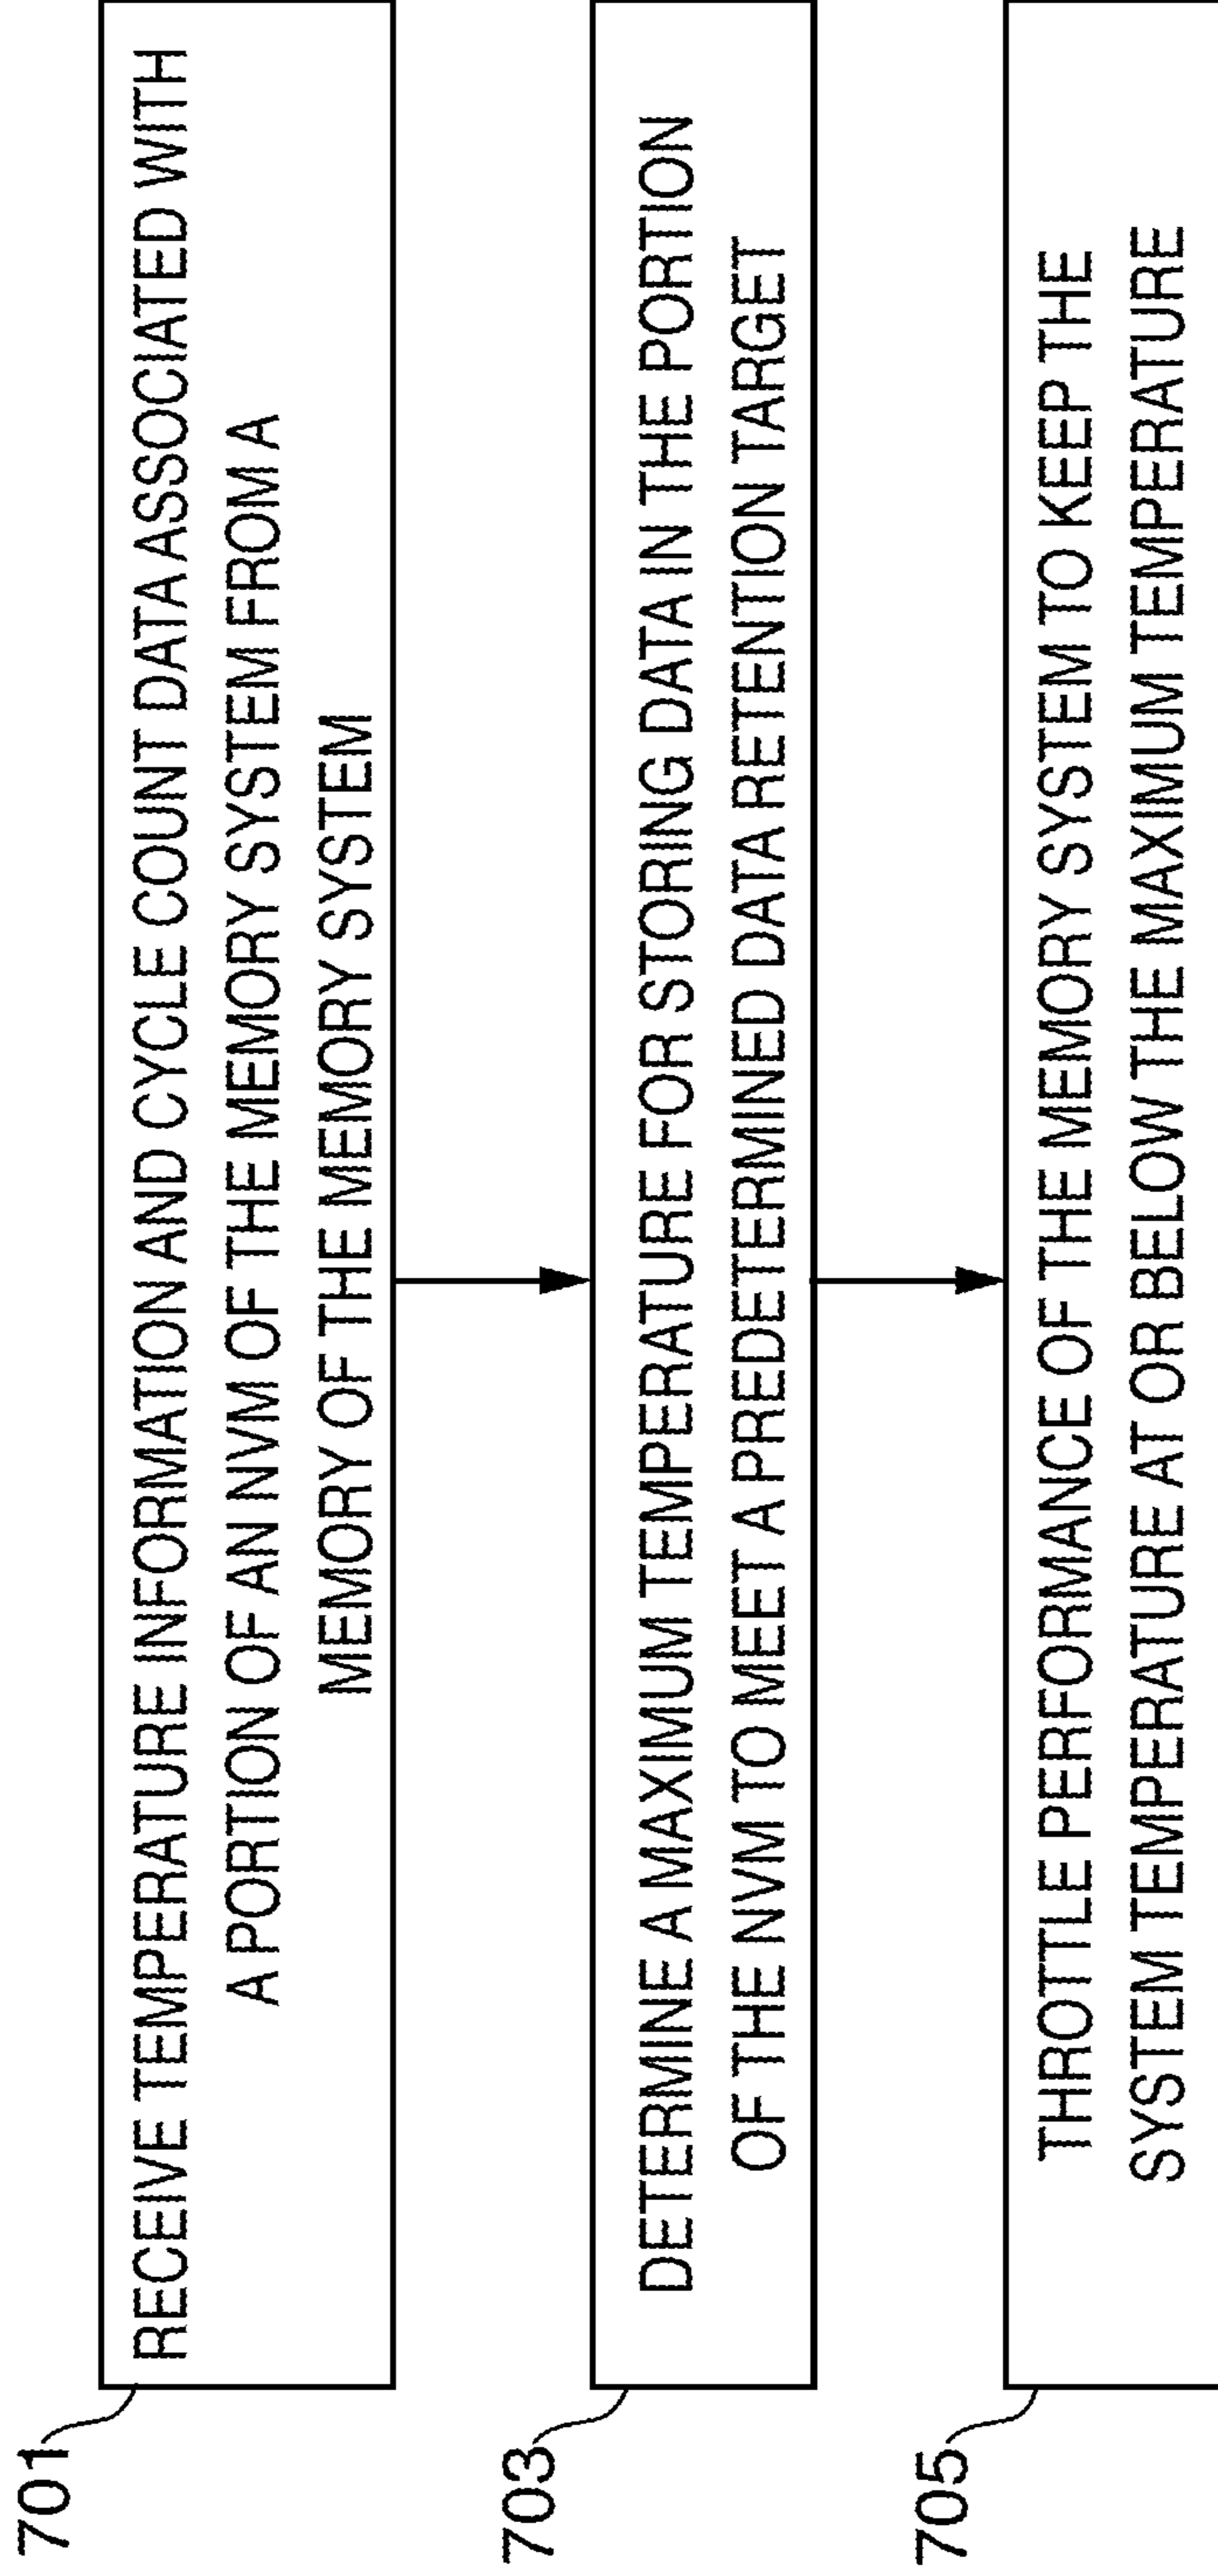 701
RECEIVE TEMPERATURE INFORMATION AND CYCLE COUNT DATA ASSOCIATED WITH
A PORTION OF AN NVM OF THE MEMORY SYSTEM FROM A
MEMORY OF THE MEMORY SYSTEM
703
DETERMINE A MAXIMUM TEMPERATURE FOR STORING DATA IN THE PORTION
OF THE NVM TO MEET A PREDETERMINED DATA RETENTION TARGET
705
THROTTLE PERFORMANCE OF THE MEMORY SYSTEM TO KEEP THE
SYSTEM TEMPERATURE AT OR BELOW THE MAXIMUM TEMPERATURE